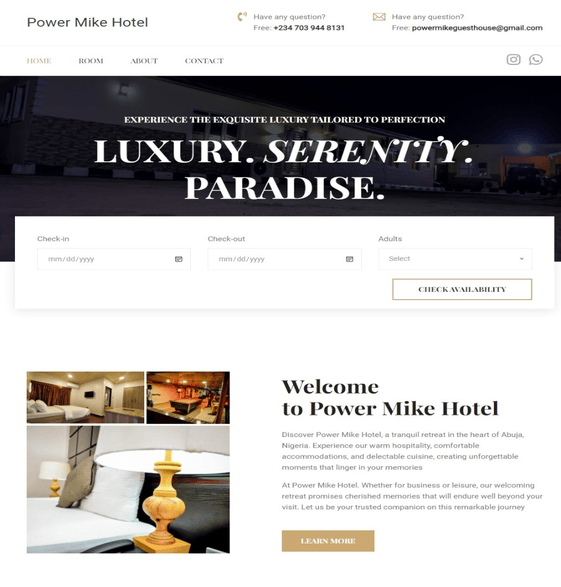 Power Mike Hotel
Have any question?
Free: +234 703 944 8131
Have any question?
Free: powermikeguesthouse@gmail.com
HOME ROOM ABOUT CONTACT
EXPERIENCE THE EXQUISITE LUXURY TAILORED TO PERFECTION
LUXURY. SERENITY.
PARADISE.
Check-in Check-out Adults
mm/dd/yyyy mm/dd/yyyy Select
CHECK AVAILABILITY
Welcome
to Power Mike Hotel
Discover Power Mike Hotel, a tranquil retreat in the heart of Abuja,
Nigeria. Experience our warm hospitality, comfortable
accommodations, and delectable cuisine, creating unforgettable
moments that linger in your memories
At Power Mike Hotel. Whether for business or leisure, our welcoming
retreat promises cherished memories that will endure well beyond your
visit. Let us be your trusted companion on this remarkable journey
LEARN MORE